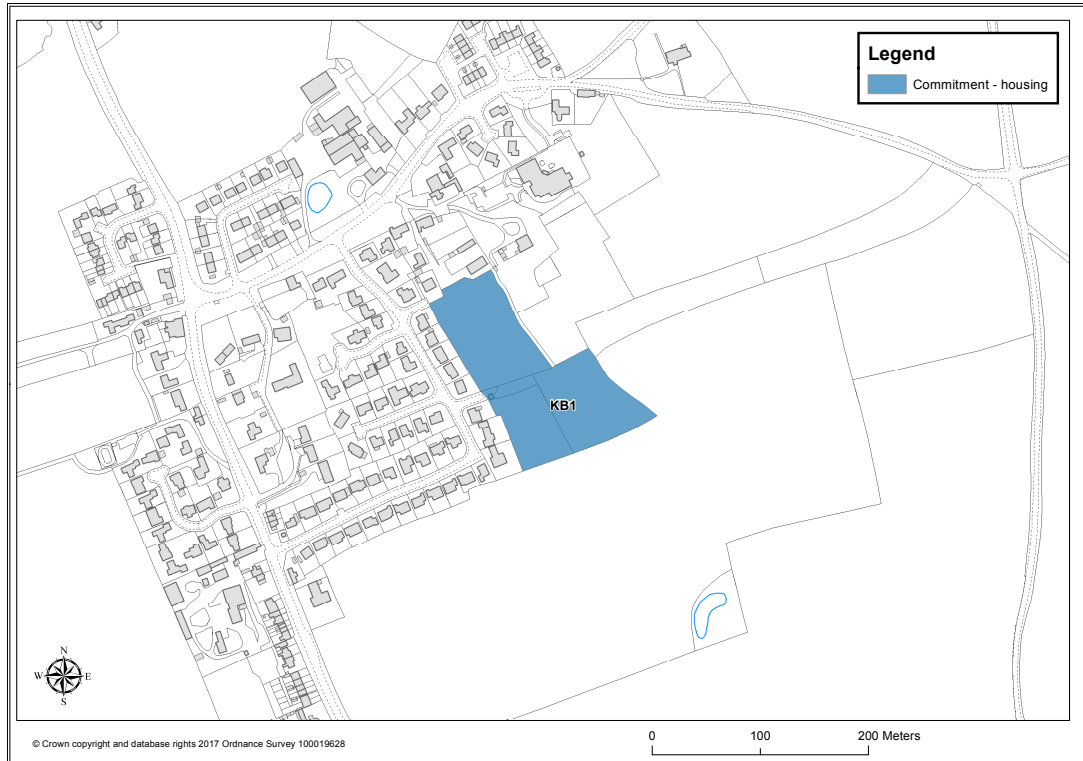 Legend
Commitment - housing
KB1
N
W E
S
0 100 200 Meters
© Crown copyright and database rights 2017 Ordnance Survey 100019628